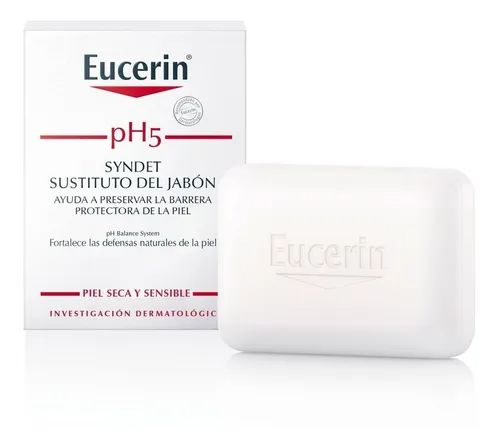 Eucerin®
pH5
SYNDET
SUSTITUTO DEL JABÓN
AYUDA A PRESERVAR LA BARRERA
PROTECTORA DE LA PIEL
pH Balance System
Fortalece las defensas naturales de la piel
PIEL SECA Y SENSIBLE
INVESTIGACIÓN DERMATOLÓGIC
Eucerin